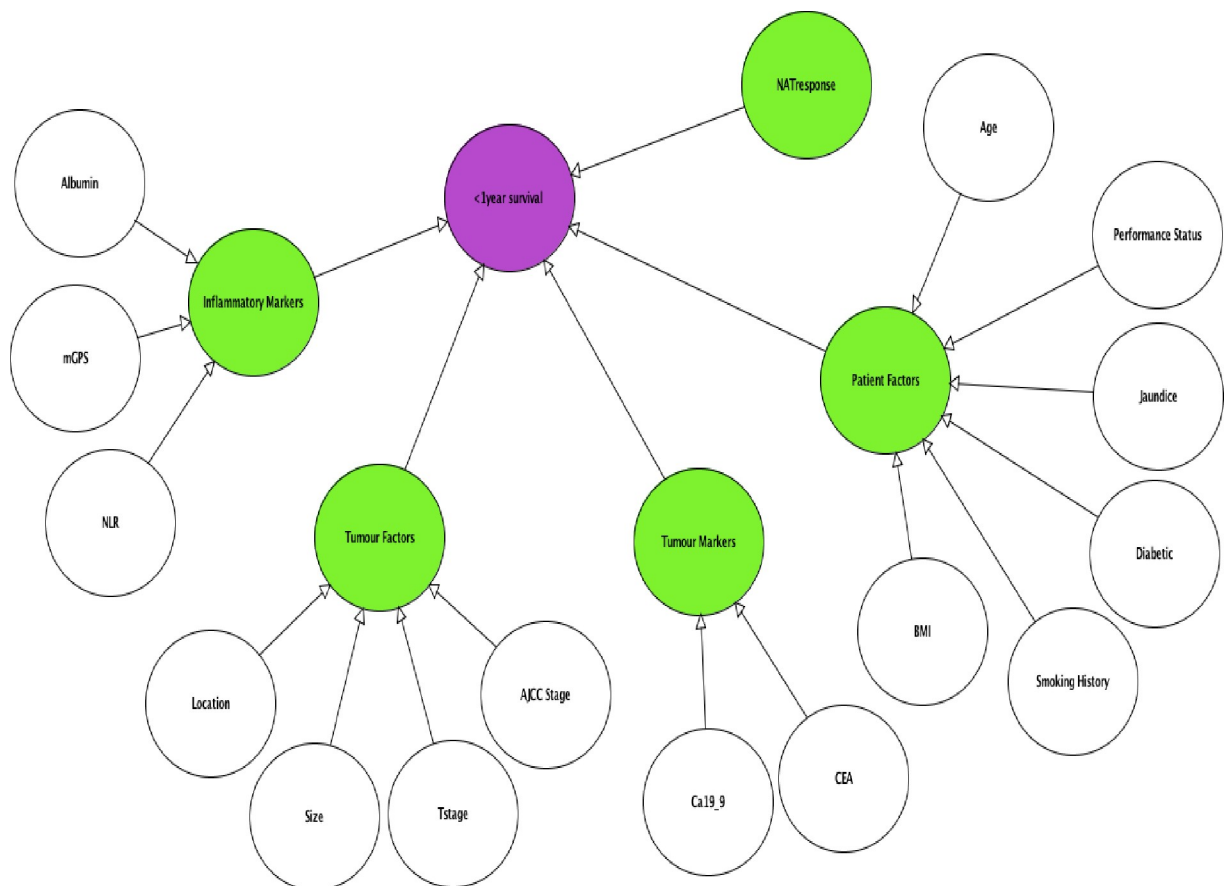 NATresponse
Age
Albumin
<1year survival
Performance Status
Inflammatory Markers
mGPS
Patient Factors
Jaundice
NLR
Tumour Factors
Tumour Markers
Diabetic
BMI
Smoking History
Location
AJCC Stage
Size
Tstage
Ca19_9
CEA